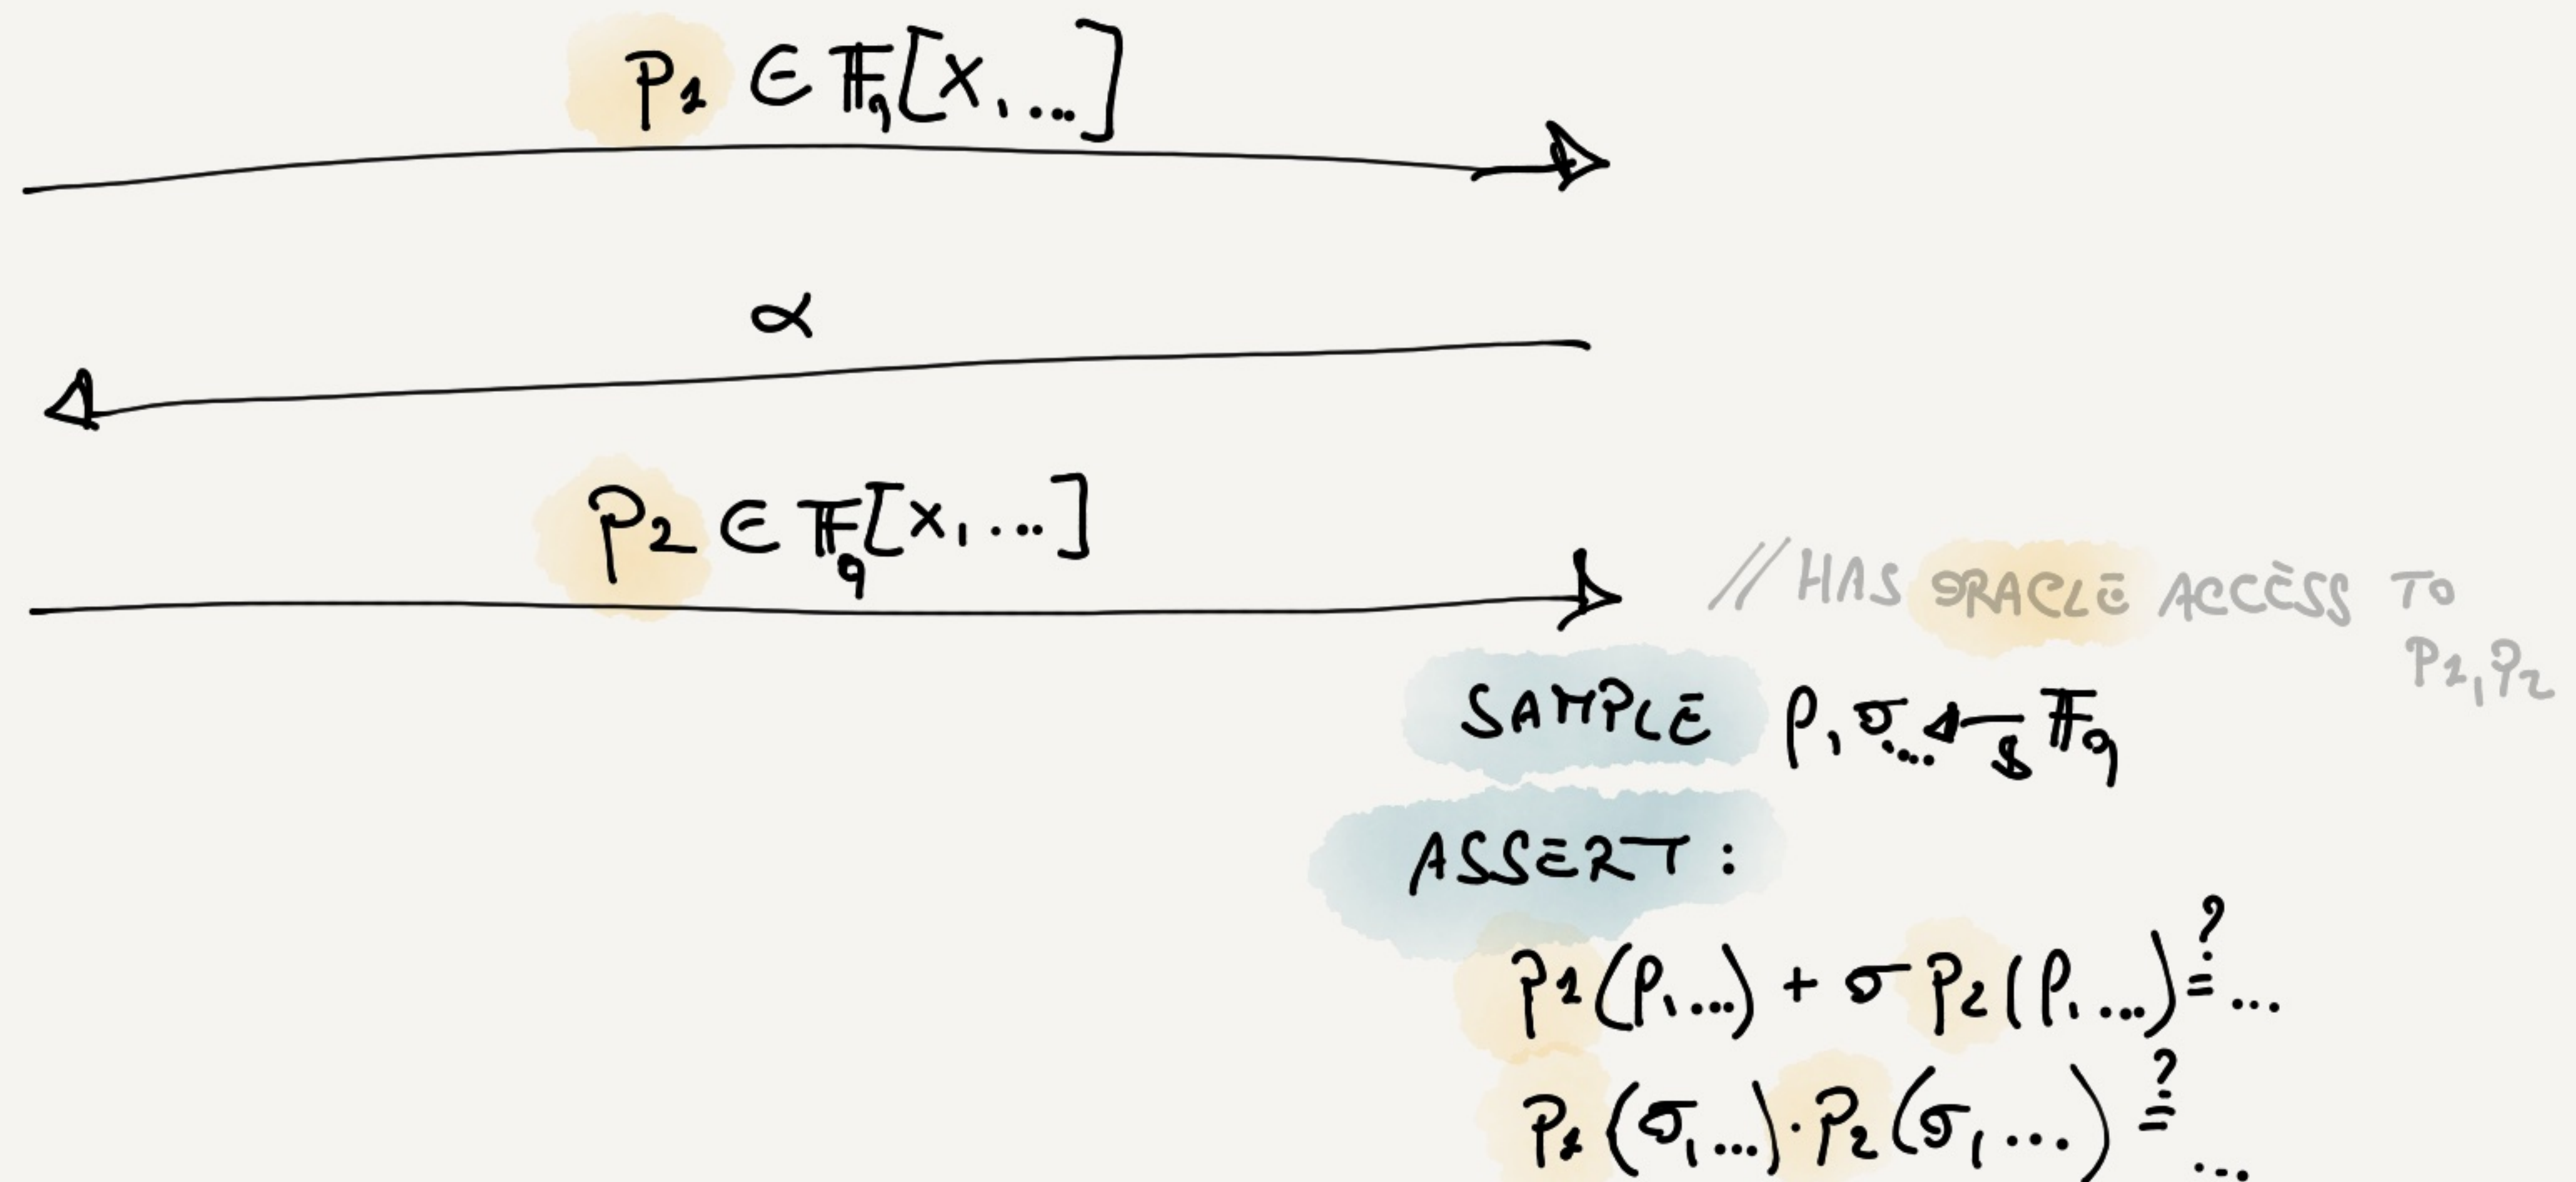 P1 ∈ 𝔽q[X, ...]
α
P2 ∈ 𝔽q[X, ...]
// HAS ORACLE ACCESS TO
P1, P2
SAMPLE ρ, σ... ←$ 𝔽q
ASSERT:
P1(ρ, ...) + σ P2(ρ, ...) ≟ ...
P1(σ, ...) · P2(σ, ...) ≟ ...